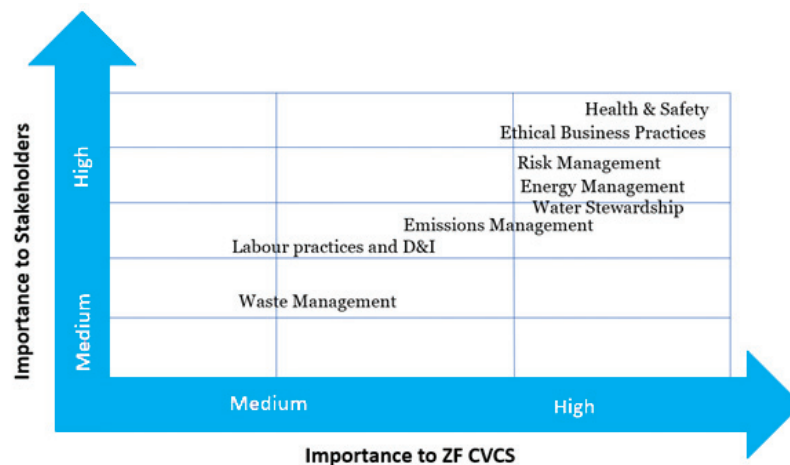 Importance to Stakeholders
High
Medium
Health & Safety
Ethical Business Practices
Risk Management
Energy Management
Water Stewardship
Emissions Management
Labour practices and D&I
Waste Management
Medium
High
Importance to ZF CVCS